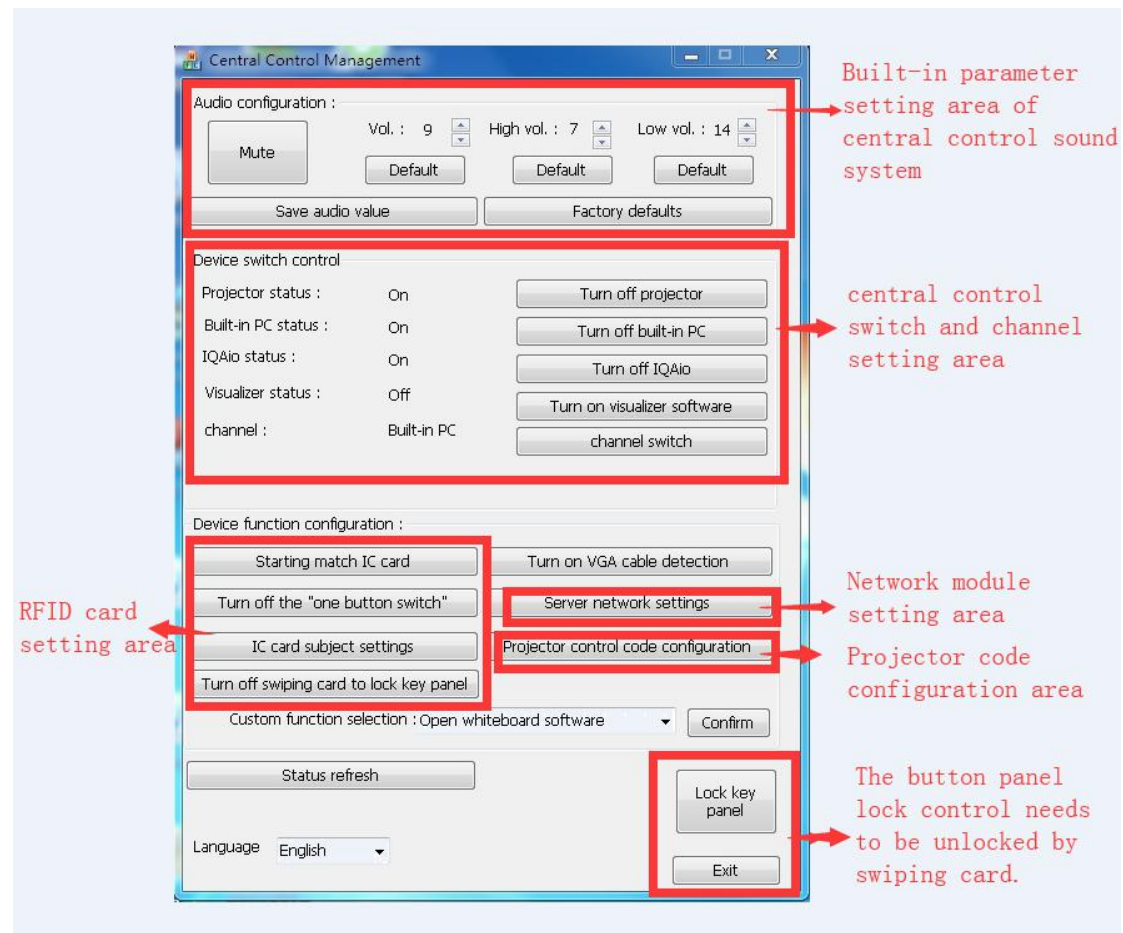 Central Control Management
Audio configuration :
Mute
Vol. : 9
High vol. : 7
Low vol. : 14
Default
Default
Default
Save audio value
Factory defaults
Built-in parameter
setting area of
central control sound
system
Device switch control
Projector status : On
Turn off projector
Built-in PC status : On
Turn off built-in PC
IQAio status : On
Turn off IQAio
Visualizer status : Off
Turn on visualizer software
channel : Built-in PC
channel switch
central control
switch and channel
setting area
Device function configuration :
Starting match IC card
Turn on VGA cable detection
Turn off the "one button switch"
Server network settings
IC card subject settings
Projector control code configuration
Turn off swiping card to lock key panel
Custom function selection : Open whiteboard software
Confirm
RFID card
setting area
Network module
setting area
Projector code
configuration area
Status refresh
Lock key
panel
Language English
Exit
The button panel
lock control needs
to be unlocked by
swiping card.